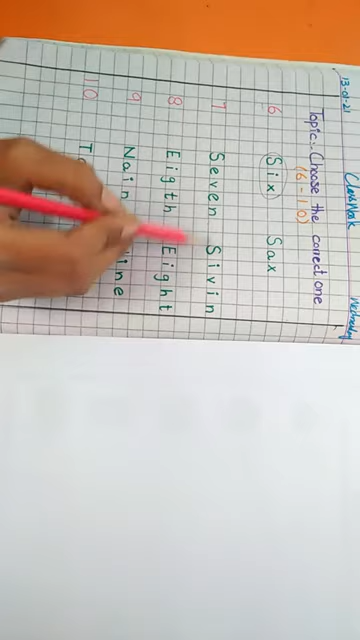 13-01-21 ClassWork Wednesday
Topic:- Choose the correct one
(6-10)
6 Six Sax
7 Seven Sivin
8 Eigth Eight
9 Nain
10